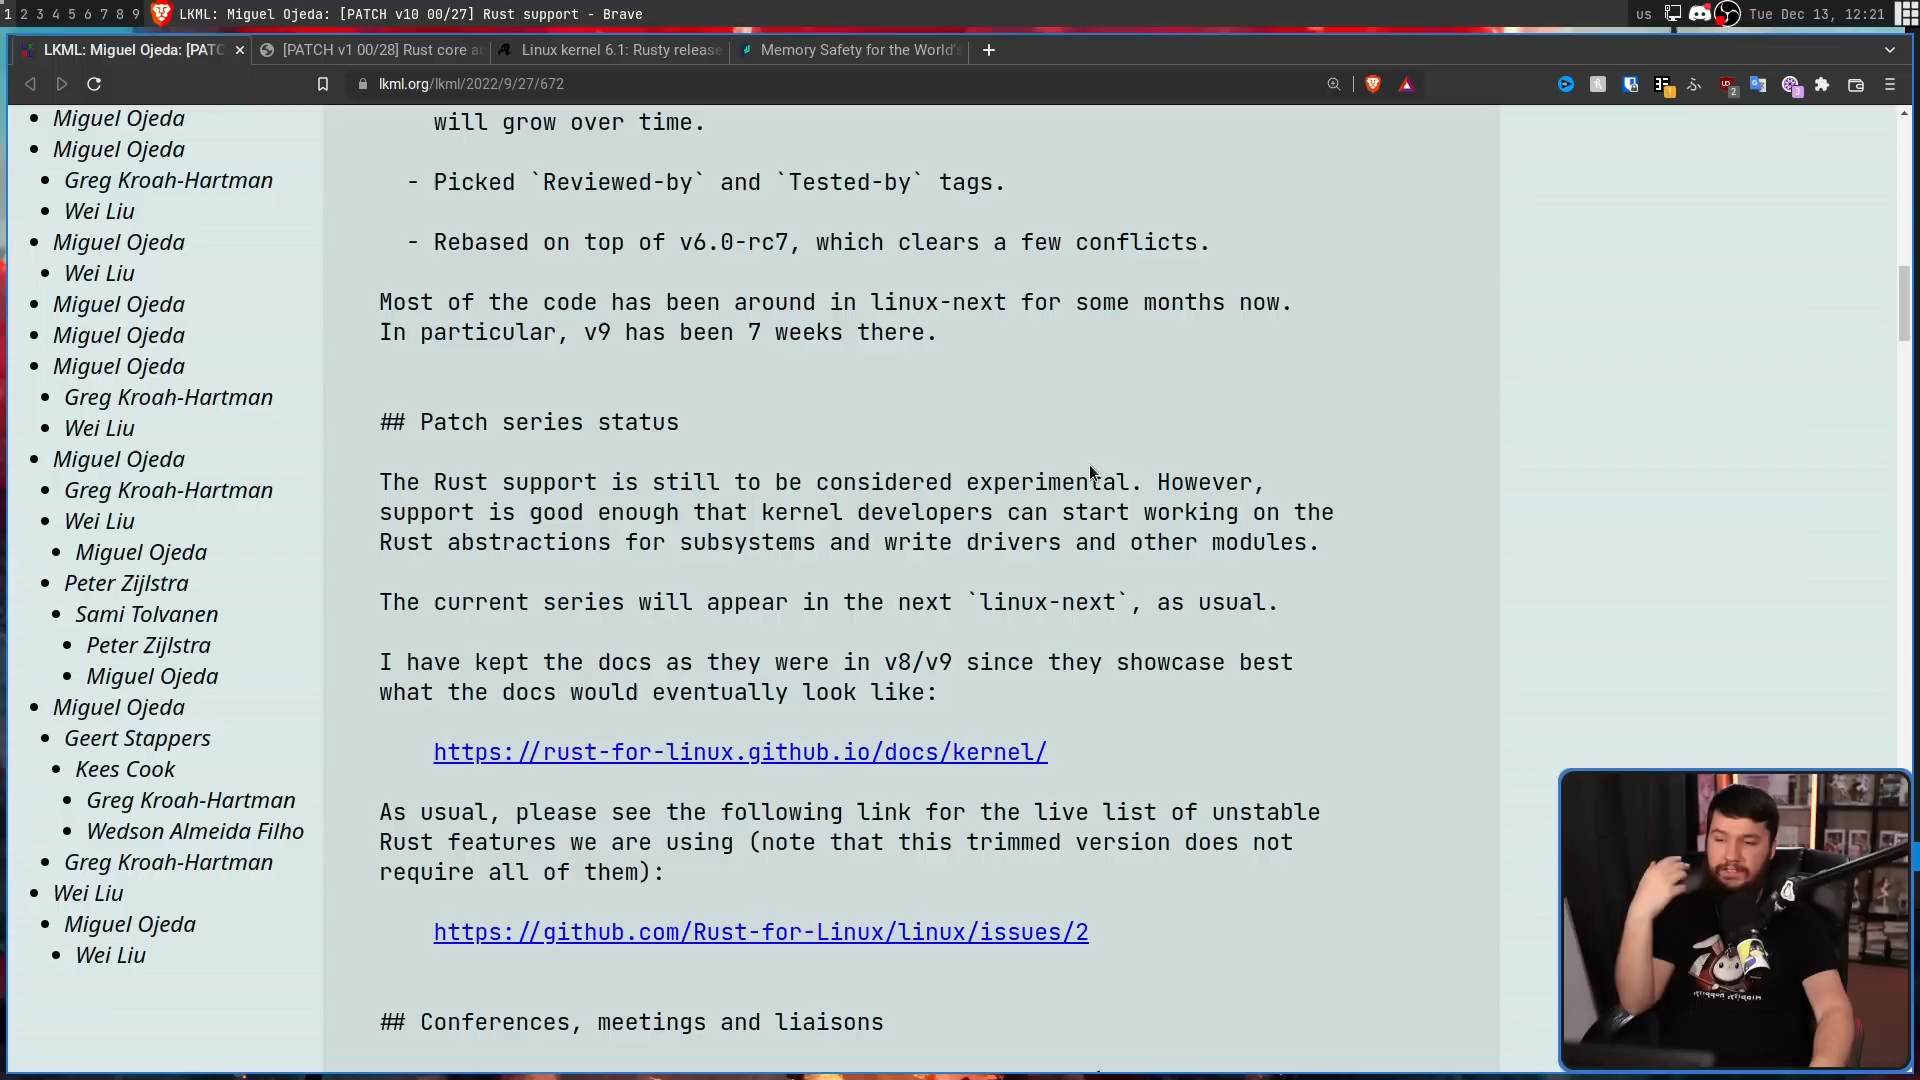 1 2 3 4 5 6 7 8 9 LKML: Miguel Ojeda: [PATCH v10 00/27] Rust support - Brave us Tue Dec 13, 12:21
LKML: Miguel Ojeda: [PATC [PATCH v1 00/28] Rust core a Linux kernel 6.1: Rusty release Memory Safety for the World's
lkml.org/lkml/2022/9/27/672
Miguel Ojeda
Miguel Ojeda
Greg Kroah-Hartman
Wei Liu
Miguel Ojeda
Wei Liu
Miguel Ojeda
Miguel Ojeda
Miguel Ojeda
Greg Kroah-Hartman
Wei Liu
Miguel Ojeda
Greg Kroah-Hartman
Wei Liu
Miguel Ojeda
Peter Zijlstra
Sami Tolvanen
Peter Zijlstra
Miguel Ojeda
Miguel Ojeda
Geert Stappers
Kees Cook
Greg Kroah-Hartman
Wedson Almeida Filho
Greg Kroah-Hartman
Wei Liu
Miguel Ojeda
Wei Liu
will grow over time.
- Picked `Reviewed-by` and `Tested-by` tags.
- Rebased on top of v6.0-rc7, which clears a few conflicts.
Most of the code has been around in linux-next for some months now.
In particular, v9 has been 7 weeks there.
## Patch series status
The Rust support is still to be considered experimental. However,
support is good enough that kernel developers can start working on the
Rust abstractions for subsystems and write drivers and other modules.
The current series will appear in the next `linux-next`, as usual.
I have kept the docs as they were in v8/v9 since they showcase best
what the docs would eventually look like:
https://rust-for-linux.github.io/docs/kernel/
As usual, please see the following link for the live list of unstable
Rust features we are using (note that this trimmed version does not
require all of them):
https://github.com/Rust-for-Linux/linux/issues/2
## Conferences, meetings and liaisons